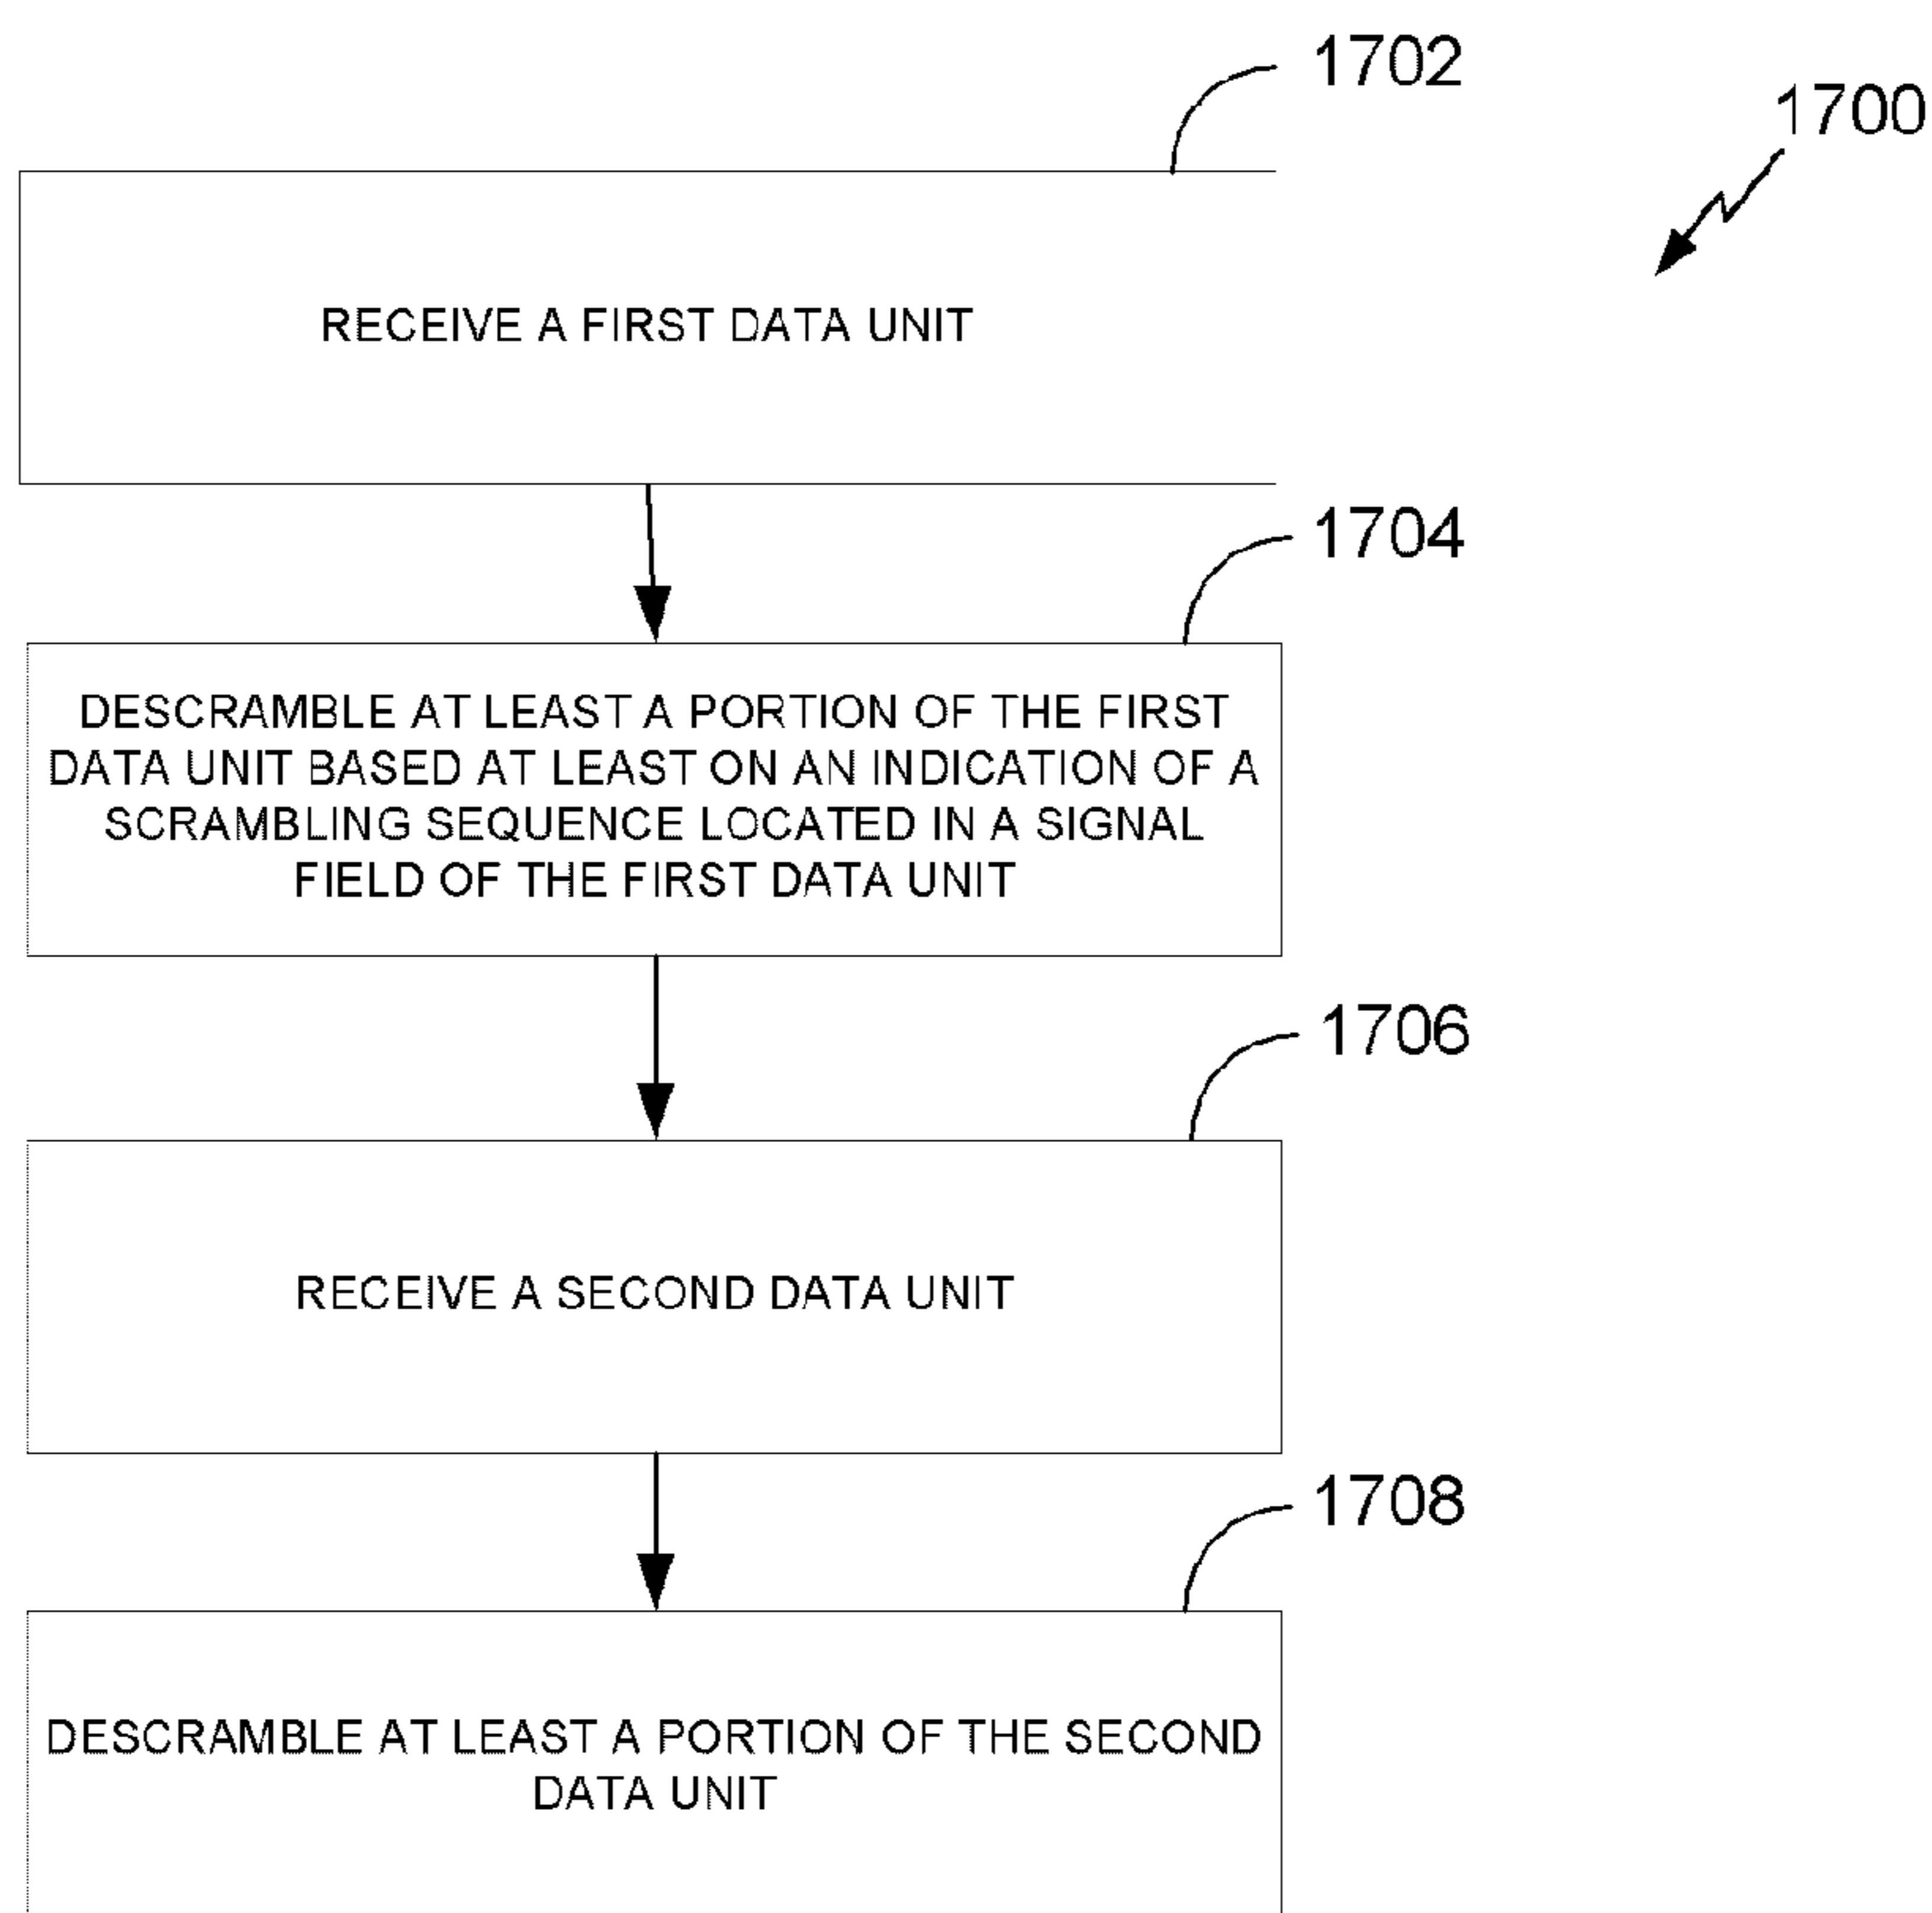 1702
1700
RECEIVE A FIRST DATA UNIT
1704
DESCRAMBLE AT LEAST A PORTION OF THE FIRST
DATA UNIT BASED AT LEAST ON AN INDICATION OF A
SCRAMBLING SEQUENCE LOCATED IN A SIGNAL
FIELD OF THE FIRST DATA UNIT
1706
RECEIVE A SECOND DATA UNIT
1708
DESCRAMBLE AT LEAST A PORTION OF THE SECOND
DATA UNIT